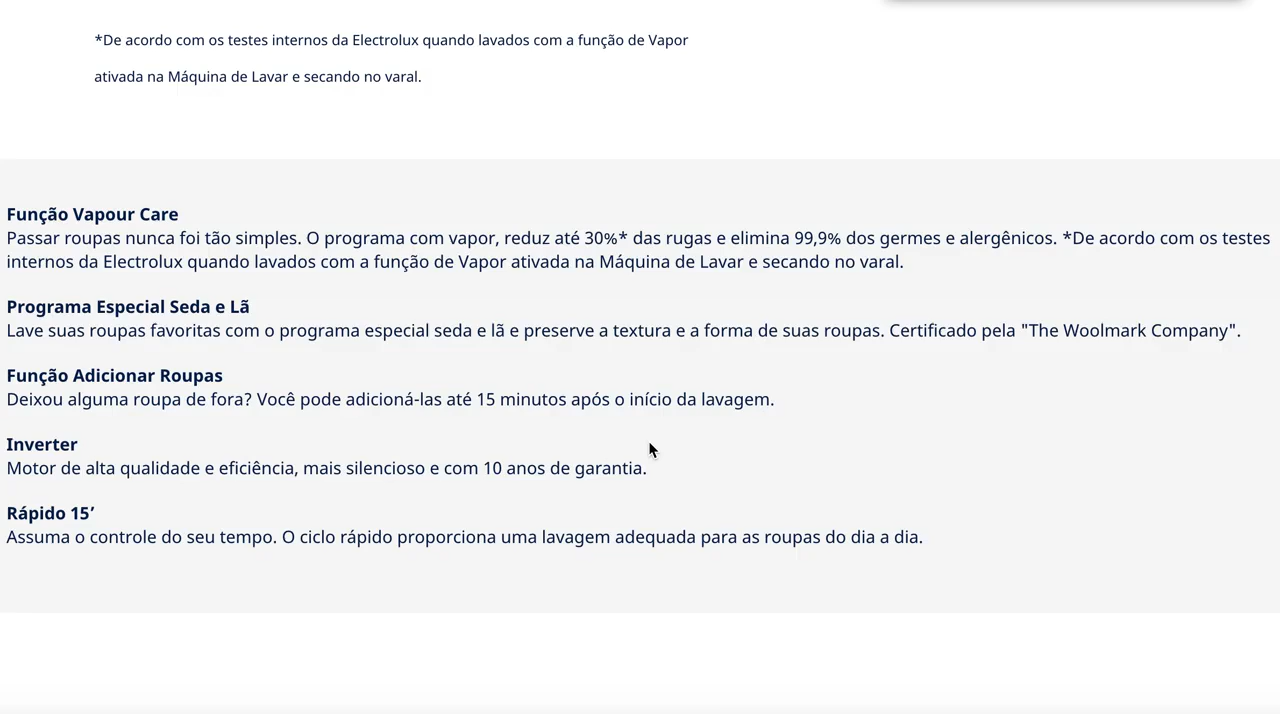 *De acordo com os testes internos da Electrolux quando lavados com a função de Vapor
ativada na Máquina de Lavar e secando no varal.
Função Vapour Care
Passar roupas nunca foi tão simples. O programa com vapor, reduz até 30%* das rugas e elimina 99,9% dos germes e alergênicos. *De acordo com os testes
internos da Electrolux quando lavados com a função de Vapor ativada na Máquina de Lavar e secando no varal.
Programa Especial Seda e Lã
Lave suas roupas favoritas com o programa especial seda e lã e preserve a textura e a forma de suas roupas. Certificado pela "The Woolmark Company".
Função Adicionar Roupas
Deixou alguma roupa de fora? Você pode adicioná-las até 15 minutos após o início da lavagem.
Inverter
Motor de alta qualidade e eficiência, mais silencioso e com 10 anos de garantia.
Rápido 15’
Assuma o controle do seu tempo. O ciclo rápido proporciona uma lavagem adequada para as roupas do dia a dia.